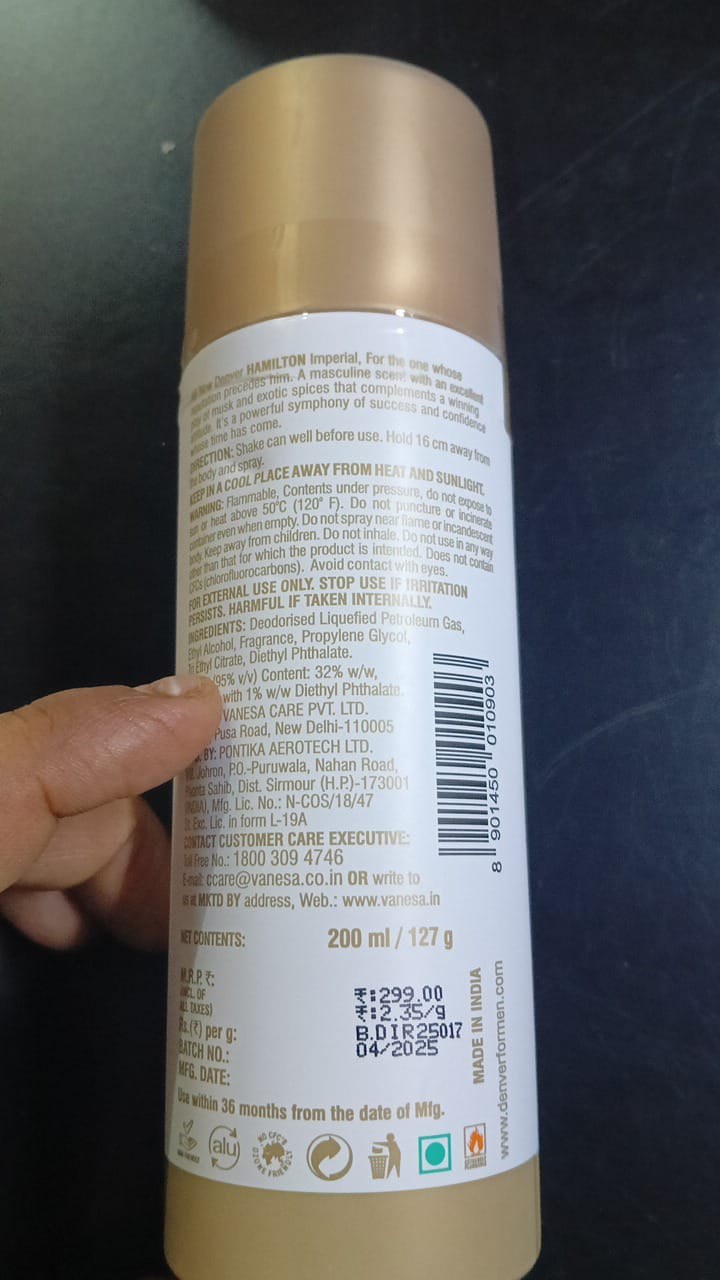 New Denver HAMILTON Imperial, For the one whose
reputation precedes him. A masculine scent with an excellent
of musk and exotic spices that complements a winning
attitude. It's a powerful symphony of success and confidence
whose time has come.
DIRECTION: Shake can well before use. Hold 16 cm away from
the body and spray.
KEEP IN A COOL PLACE AWAY FROM HEAT AND SUNLIGHT.
WARNING: Flammable, Contents under pressure, do not expose to
sun or heat above 50°C (120° F). Do not puncture or incinerate
container even when empty. Do not spray near flame or incandescent
body. Keep away from children. Do not inhale. Do not use in any way
other than that for which the product is intended. Does not contain
CFCs (chlorofluorocarbons). Avoid contact with eyes.
FOR EXTERNAL USE ONLY. STOP USE IF IRRITATION
PERSISTS. HARMFUL IF TAKEN INTERNALLY.
INGREDIENTS: Deodorised Liquefied Petroleum Gas,
Ethyl Alcohol, Fragrance, Propylene Glycol,
Tri Ethyl Citrate, Diethyl Phthalate.
(95% v/v) Content: 32% w/w,
with 1% w/w Diethyl Phthalate.
VANESA CARE PVT. LTD.
Pusa Road, New Delhi-110005
BY: PONTIKA AEROTECH LTD.
Vill. Johron, P.O.-Puruwala, Nahan Road,
Paonta Sahib, Dist. Sirmour (H.P.)-173001
(INDIA), Mfg. Lic. No.: N-COS/18/47
St. Exc. Lic. in form L-19A
CONTACT CUSTOMER CARE EXECUTIVE:
Toll Free No.: 1800 309 4746
E-mail: ccare@vanesa.co.in OR write to
us at MKTD BY address, Web.: www.vanesa.in
8 901450 010903
NET CONTENTS: 200 ml / 127 g
M.R.P. ₹: ₹:299.00
(INCL. OF
ALL TAXES)
Rs.(₹) per g: ₹:2.35/g
BATCH NO.: B.DIR25017
MFG. DATE: 04/2025
MADE IN INDIA
www.denverformen.com
Use within 36 months from the date of Mfg.
alu
NO CFC'S
OZONE FRIENDLY